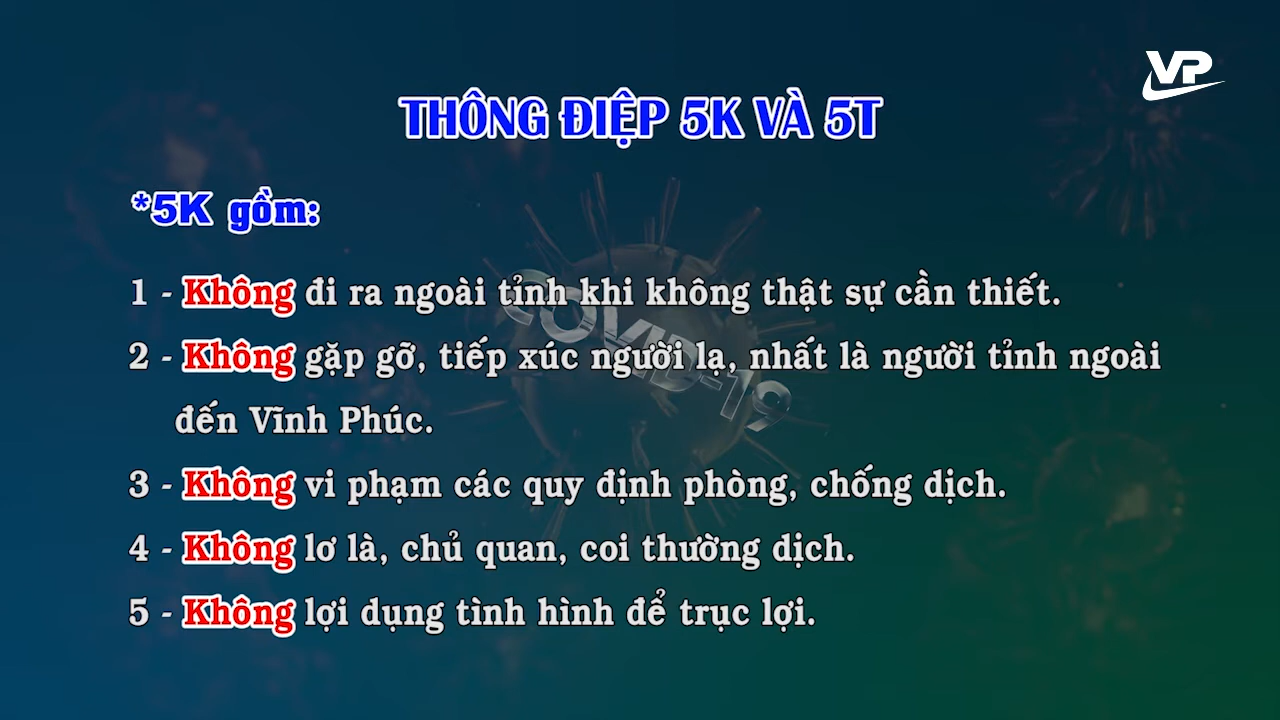 VP
THÔNG ĐIỆP 5K VÀ 5T
*5K gồm:
1 - Không đi ra ngoài tỉnh khi không thật sự cần thiết.
2 - Không gặp gỡ, tiếp xúc người lạ, nhất là người tỉnh ngoài
đến Vĩnh Phúc.
3 - Không vi phạm các quy định phòng, chống dịch.
4 - Không lơ là, chủ quan, coi thường dịch.
5 - Không lợi dụng tình hình để trục lợi.
COVID-19